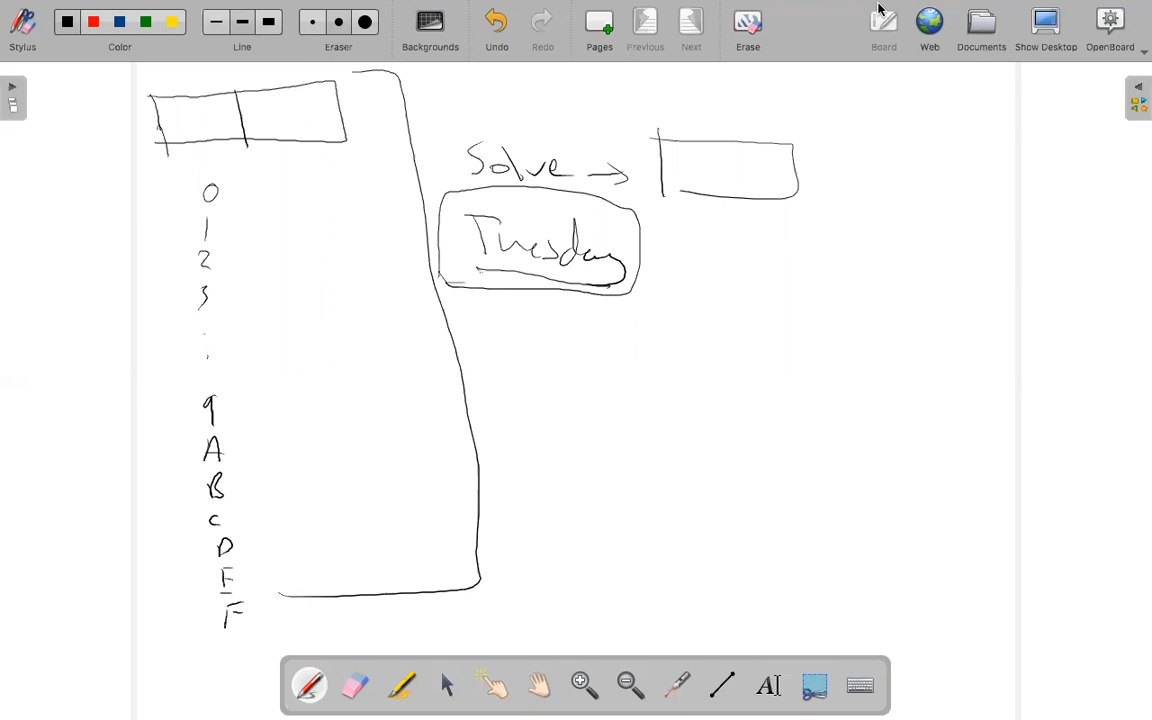 Stylus
Color
Line
Eraser
Backgrounds
Undo
Redo
Pages
Previous
Next
Erase
Board
Web
Documents
Show Desktop
OpenBoard
0
1
2
3
9
A
B
C
D
E
F
Solve →
Tuesday
AI